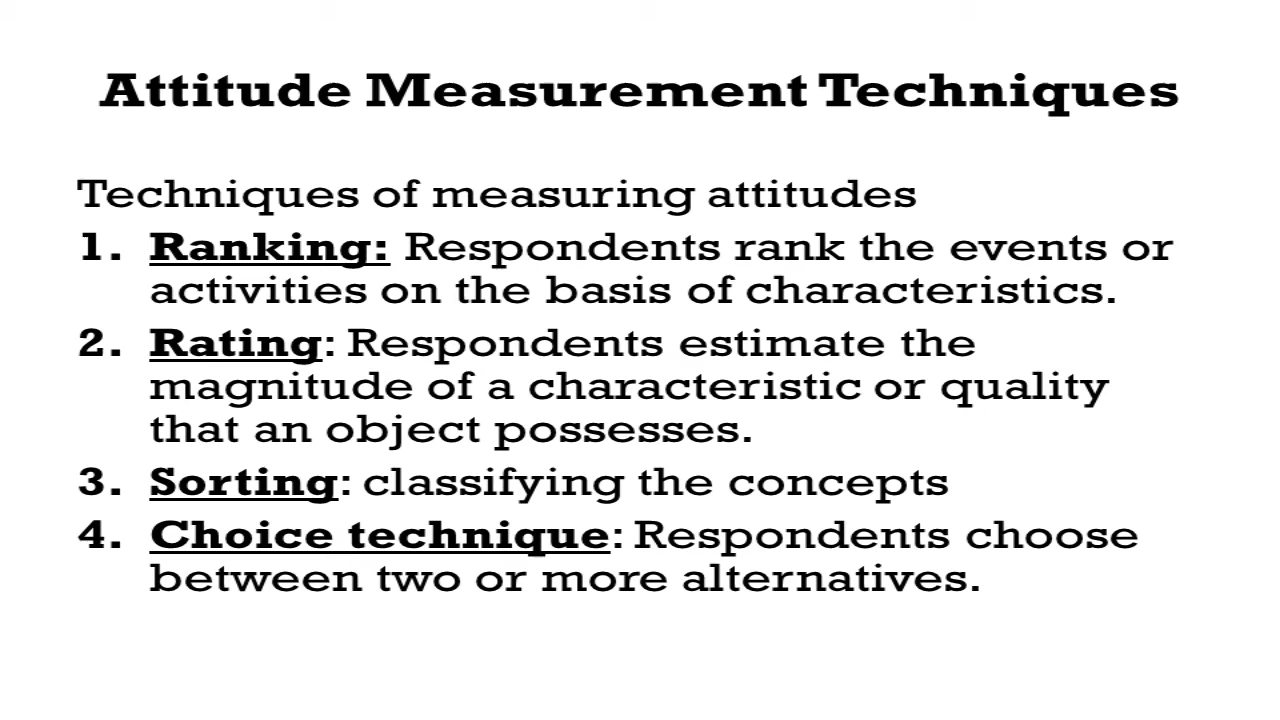 Attitude Measurement Techniques
Techniques of measuring attitudes
1. Ranking: Respondents rank the events or
activities on the basis of characteristics.
2. Rating: Respondents estimate the
magnitude of a characteristic or quality
that an object possesses.
3. Sorting: classifying the concepts
4. Choice technique: Respondents choose
between two or more alternatives.